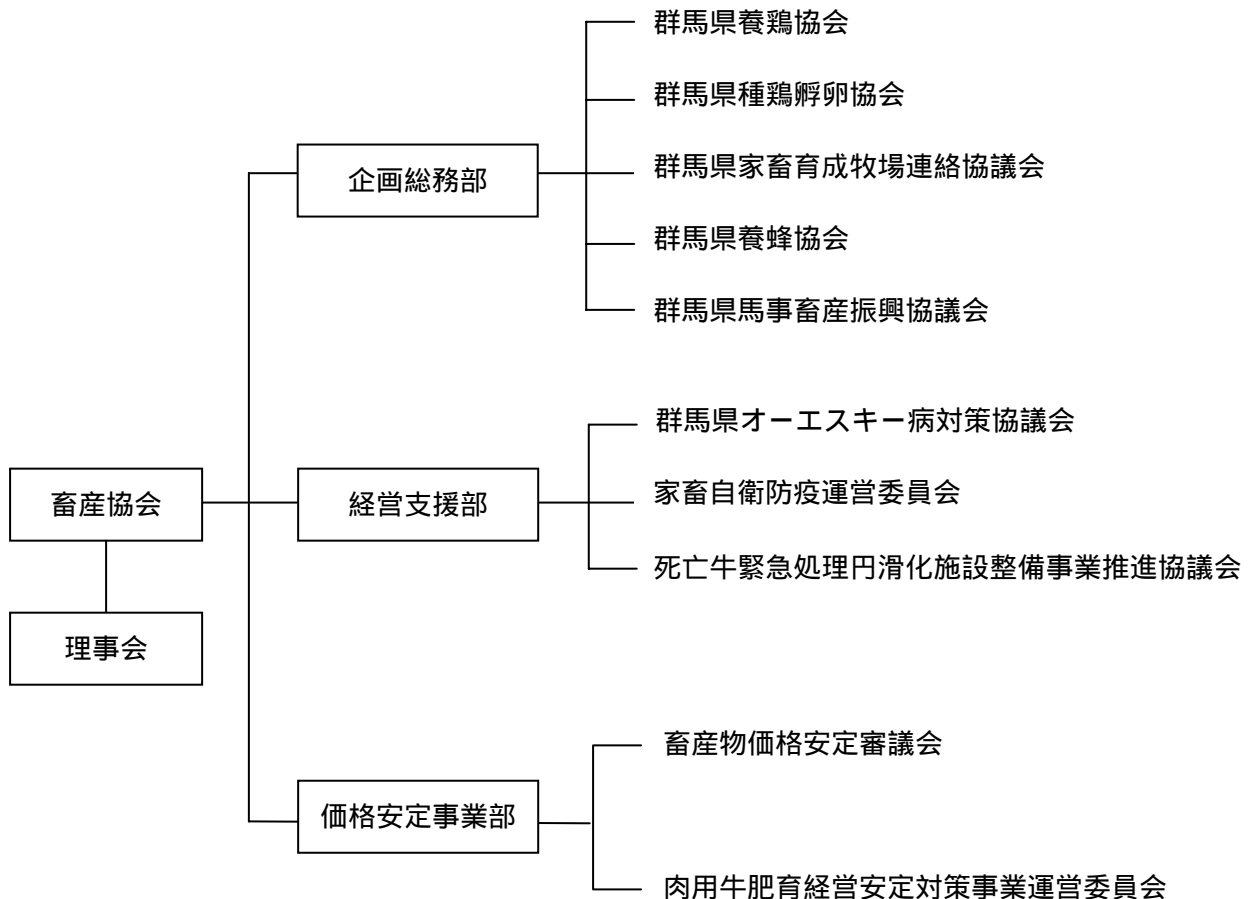 群馬県養鶏協会
群馬県種鶏孵卵協会
企画総務部
群馬県家畜育成牧場連絡協議会
群馬県養蜂協会
群馬県馬事畜産振興協議会
群馬県オーエスキー病対策協議会
畜産協会
経営支援部
家畜自衛防疫運営委員会
死亡牛緊急処理円滑化施設整備事業推進協議会
理事会
畜産物価格安定審議会
価格安定事業部
肉用牛肥育経営安定対策事業運営委員会